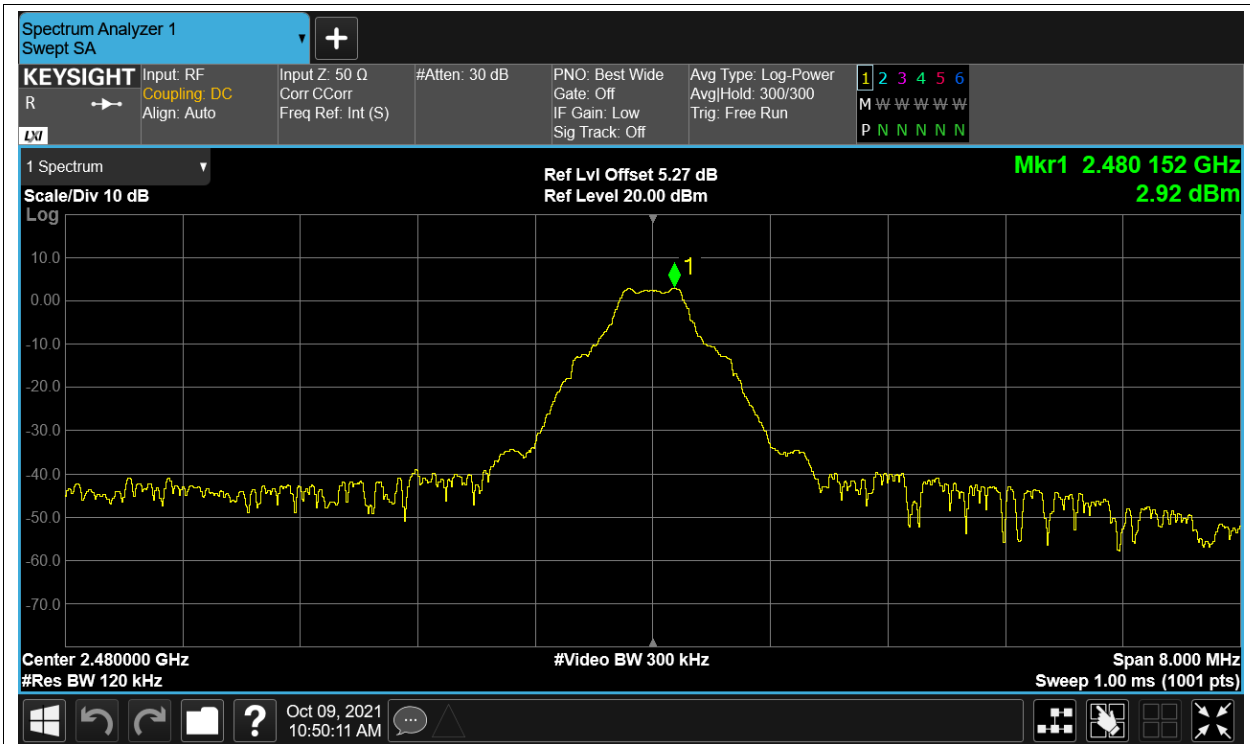 Spectrum Analyzer 1
Swept SA
KEYSIGHT
R
LXI
Input: RF
Coupling: DC
Align: Auto
Input Z: 50 Ω
Corr CCorr
Freq Ref: Int (S)
#Atten: 30 dB
PNO: Best Wide
Gate: Off
IF Gain: Low
Sig Track: Off
Avg Type: Log-Power
Avg|Hold: 300/300
Trig: Free Run
1 2 3 4 5 6
M W W W W W
P N N N N N
1 Spectrum
Scale/Div 10 dB
Log
Ref Lvl Offset 5.27 dB
Ref Level 20.00 dBm
Mkr1 2.480 152 GHz
2.92 dBm
1
10.0
0.00
-10.0
-20.0
-30.0
-40.0
-50.0
-60.0
-70.0
Center 2.480000 GHz
#Res BW 120 kHz
#Video BW 300 kHz
Span 8.000 MHz
Sweep 1.00 ms (1001 pts)
?
Oct 09, 2021
10:50:11 AM